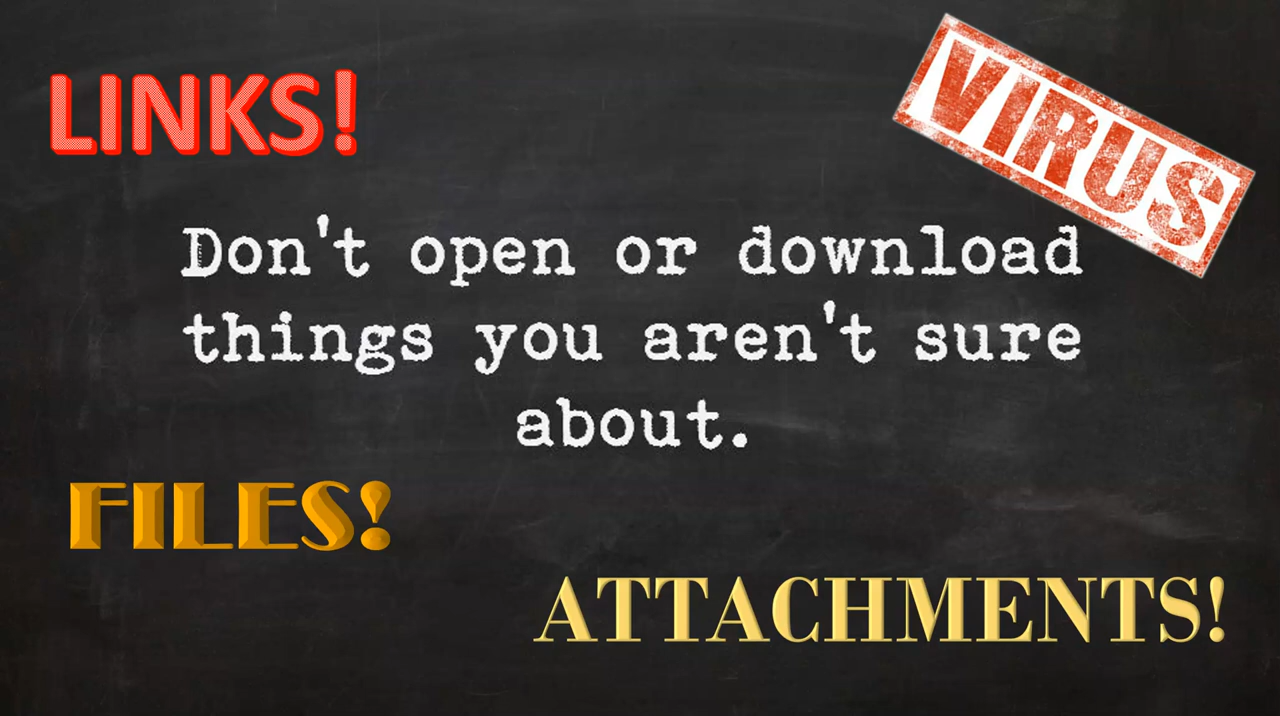 LINKS!
VIRUS
Don't open or download
things you aren't sure
about.
FILES!
ATTACHMENTS!